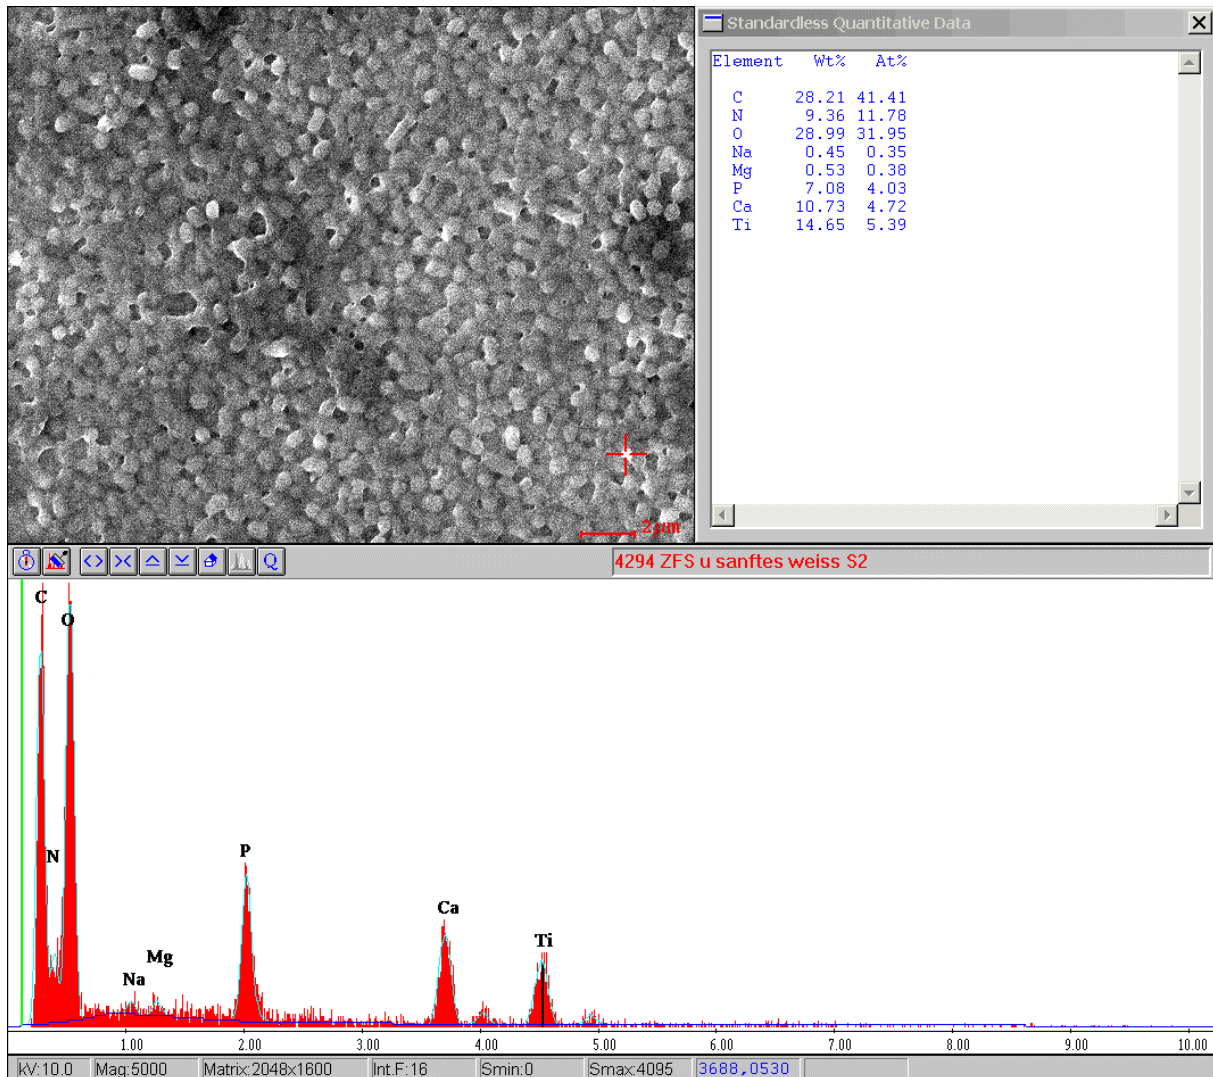 Standardless Quantitative Data
Element Wt% At%
C 28.21 41.41
N 9.36 11.78
O 28.99 31.95
Na 0.45 0.35
Mg 0.53 0.38
P 7.08 4.03
Ca 10.73 4.72
Ti 14.65 5.39
2 µm
Q
4294 ZFS u sanftes weiss S2
C
O
N
Na
Mg
P
Ca
Ti
1.00 2.00 3.00 4.00 5.00 6.00 7.00 8.00 9.00 10.00
kV:10.0 Mag:5000 Matrix:2048x1600 Int.F:16 Smin:0 Smax:4095 3688,0530